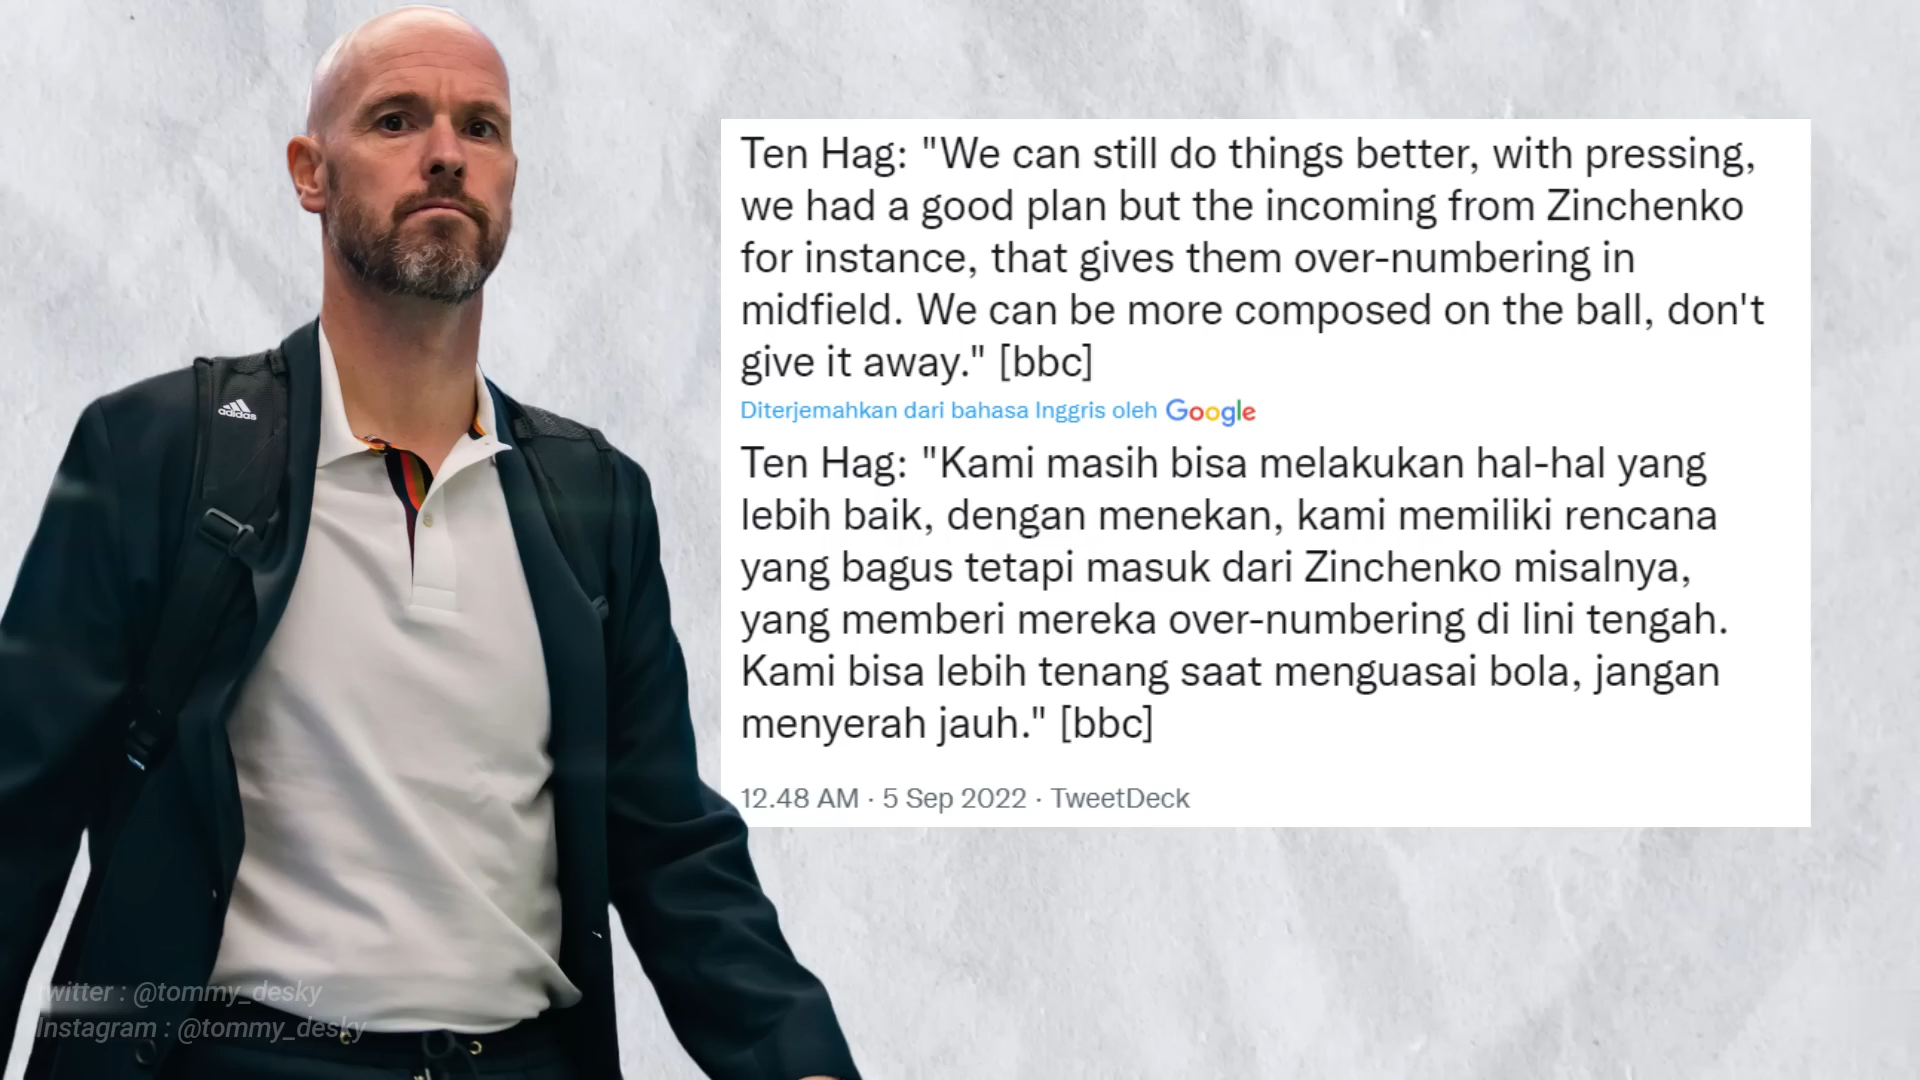 Ten Hag: "We can still do things better, with pressing,
we had a good plan but the incoming from Zinchenko
for instance, that gives them over-numbering in
midfield. We can be more composed on the ball, don't
give it away." [bbc]
Diterjemahkan dari bahasa Inggris oleh Google
Ten Hag: "Kami masih bisa melakukan hal-hal yang
lebih baik, dengan menekan, kami memiliki rencana
yang bagus tetapi masuk dari Zinchenko misalnya,
yang memberi mereka over-numbering di lini tengah.
Kami bisa lebih tenang saat menguasai bola, jangan
menyerah jauh." [bbc]
12.48 AM · 5 Sep 2022 · TweetDeck
adidas
twitter : @tommy_desky
Instagram : @tommy_desky